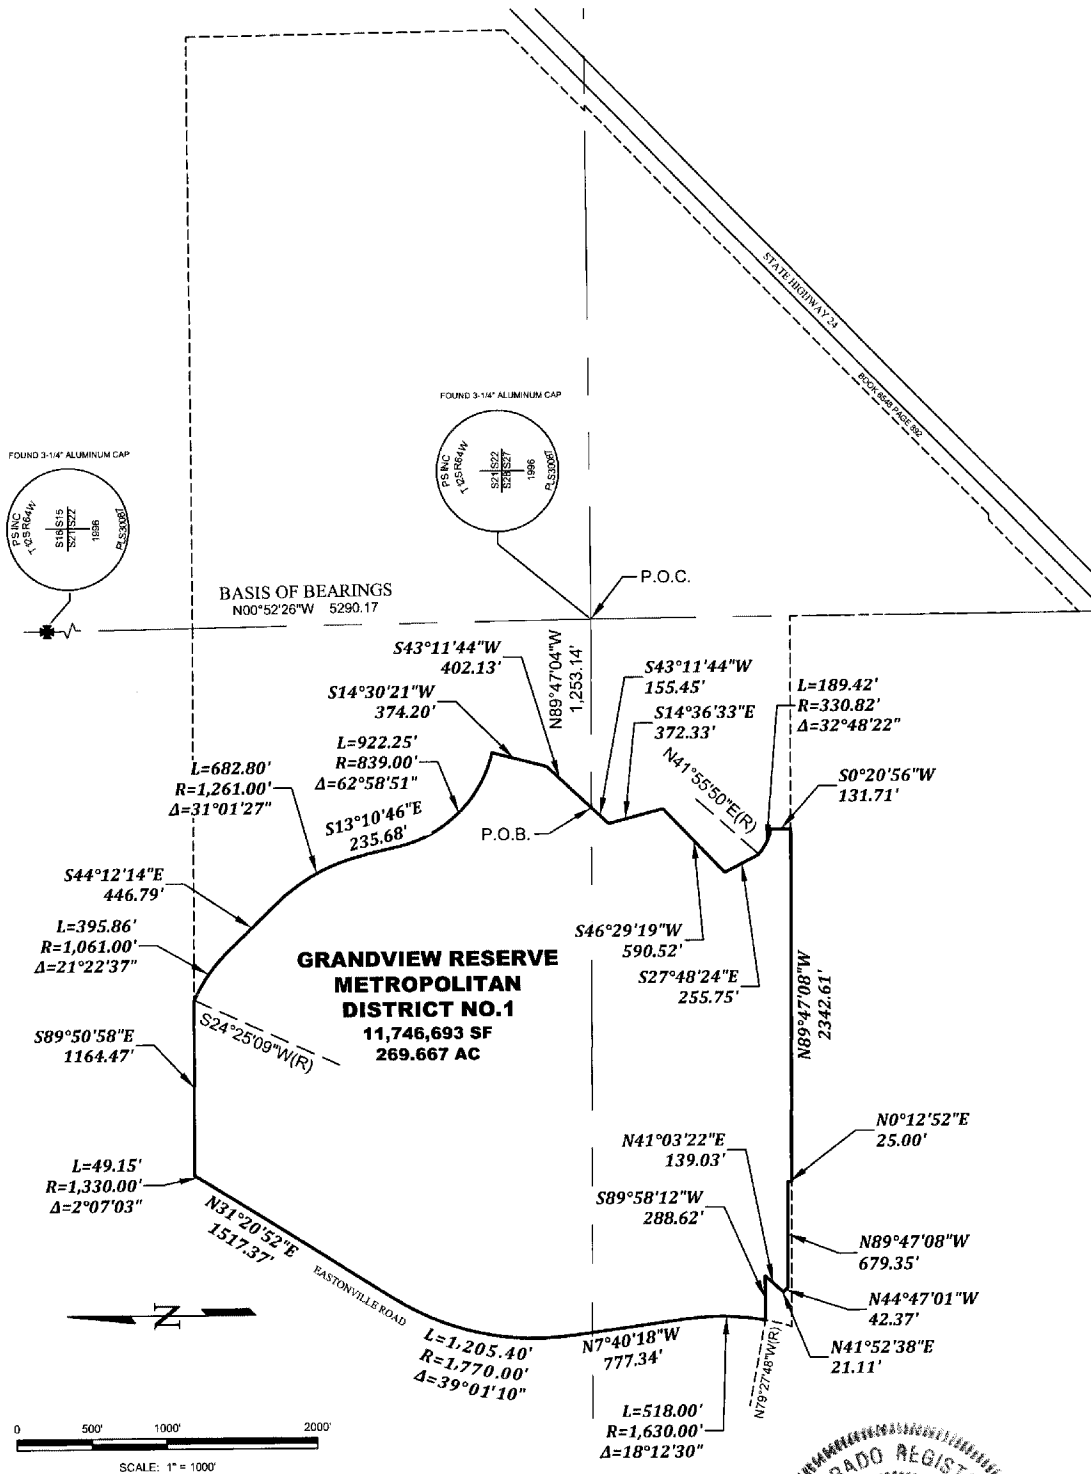 STATE HIGHWAY 24
BOOK 6548 PAGE 892
FOUND 3-1/4" ALUMINUM CAP
PS INC
T12S R64W
S21 S22
S28 S27
1996
PLS30087
FOUND 3-1/4" ALUMINUM CAP
PS INC
T12S R64W
S16 S15
S21 S22
1996
PLS30087
P.O.C.
BASIS OF BEARINGS
N00°52'26"W 5290.17
N89°47'04"W
1,253.14'
S43°11'44"W
402.13'
S14°30'21"W
374.20'
L=922.25'
R=839.00'
Δ=62°58'51"
L=682.80'
R=1,261.00'
Δ=31°01'27"
S13°10'46"E
235.68'
P.O.B.
S43°11'44"W
155.45'
S14°36'33"E
372.33'
N41°55'50"E(R)
L=189.42'
R=330.82'
Δ=32°48'22"
S0°20'56"W
131.71'
S44°12'14"E
446.79'
L=395.86'
R=1,061.00'
Δ=21°22'37"
S46°29'19"W
590.52'
S27°48'24"E
255.75'
GRANDVIEW RESERVE
METROPOLITAN
DISTRICT NO.1
11,746,693 SF
269.667 AC
S24°25'09"W(R)
N89°47'08"W
2342.61'
S89°50'58"E
1164.47'
N0°12'52"E
25.00'
N41°03'22"E
139.03'
S89°58'12"W
288.62'
L=49.15'
R=1,330.00'
Δ=2°07'03"
N31°20'52"E
1517.37'
EASTONVILLE ROAD
N89°47'08"W
679.35'
N44°47'01"W
42.37'
N41°52'38"E
21.11'
N
L=1,205.40'
R=1,770.00'
Δ=39°01'10"
N7°40'18"W
777.34'
N79°27'48"W(R)
L=518.00'
R=1,630.00'
Δ=18°12'30"
0 500' 1000' 2000'
SCALE: 1" = 1000'